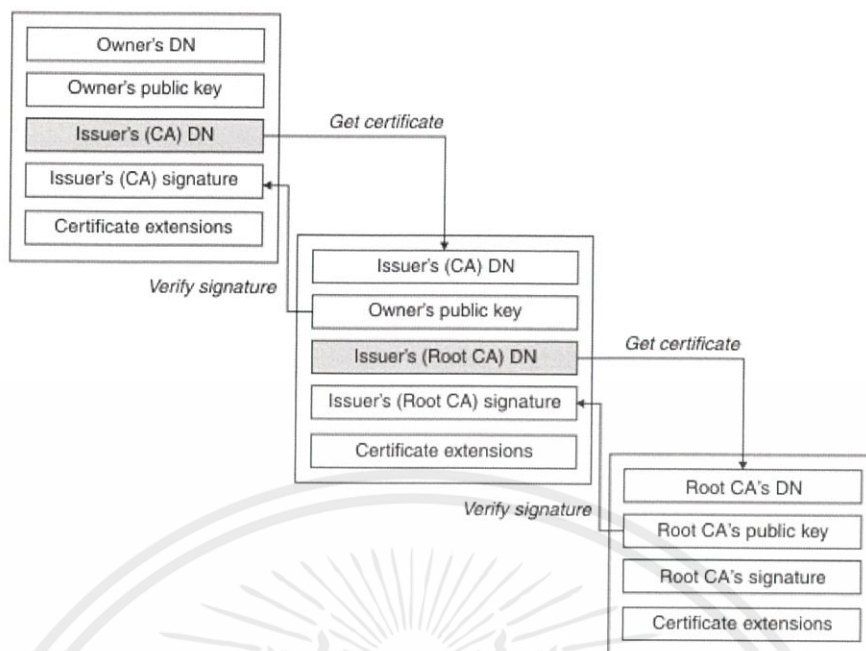 Owner's DN
Owner's public key
Issuer's (CA) DN
Get certificate
Issuer's (CA) signature
Certificate extensions
Verify signature
Issuer's (CA) DN
Owner's public key
Issuer's (Root CA) DN
Get certificate
Issuer's (Root CA) signature
Certificate extensions
Verify signature
Root CA's DN
Root CA's public key
Root CA's signature
Certificate extensions